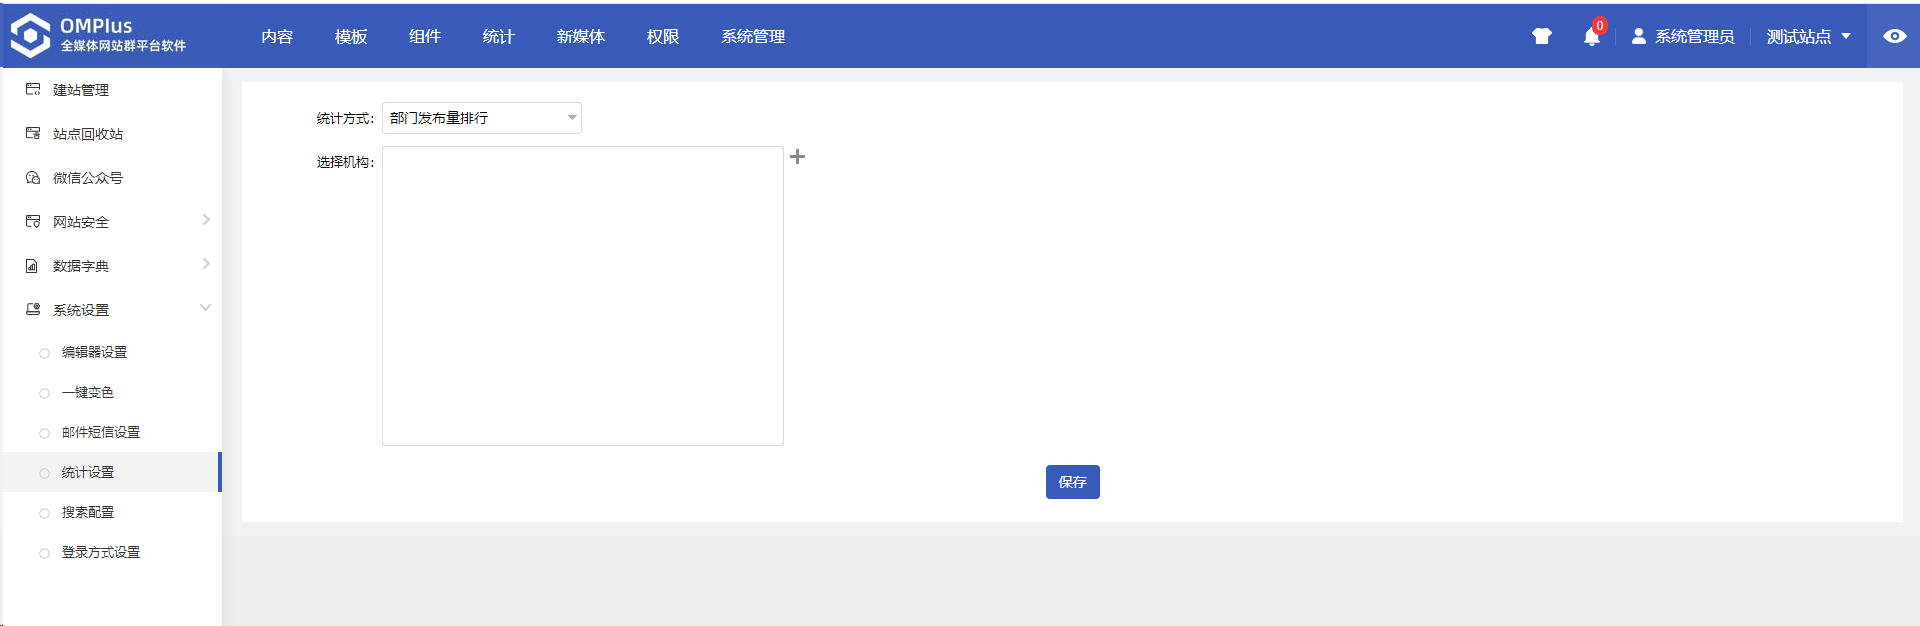 OMPlus
全媒体网站群平台软件
内容 模板 组件 统计 新媒体 权限 系统管理
0
系统管理员
测试站点
建站管理
站点回收站
微信公众号
网站安全
数据字典
系统设置
编辑器设置
一键变色
邮件短信设置
统计设置
搜索配置
登录方式设置
统计方式: 部门发布量排行
选择机构:
保存